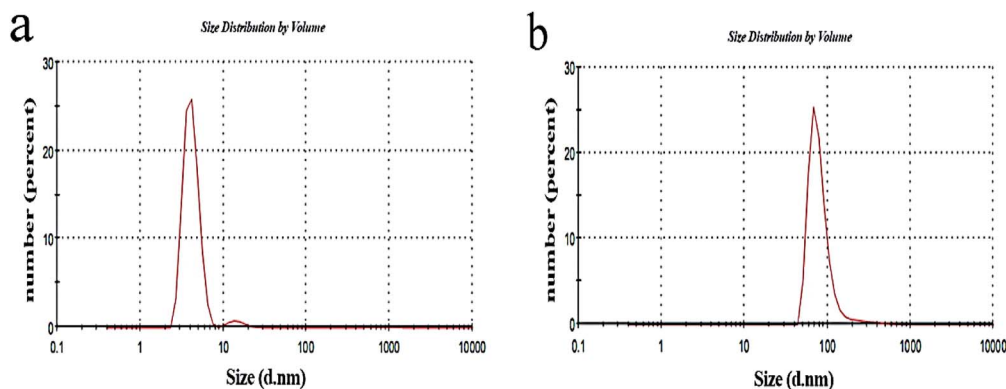 a
Size Distribution by Volume
number (percent)
30
20
10
0
0.1 1 10 100 1000 10000
Size (d.nm)
b
Size Distribution by Volume
number (percent)
30
20
10
0
0.1 1 10 100 1000 10000
Size (d.nm)